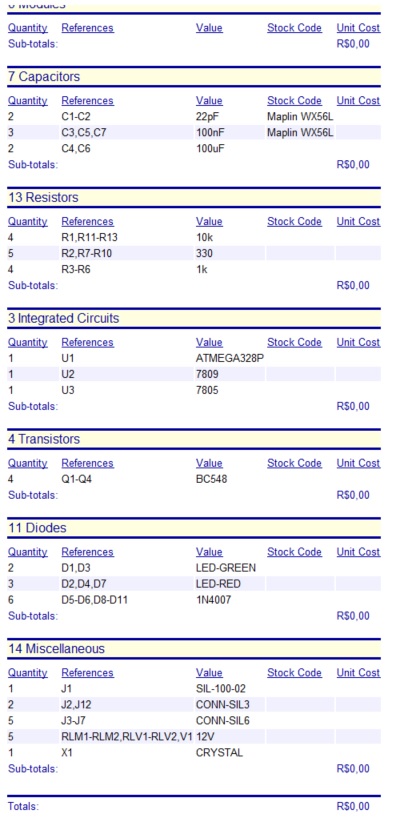 Quantity References Value Stock Code Unit Cost
Sub-totals: R$0,00
7 Capacitors
Quantity References Value Stock Code Unit Cost
2 C1-C2 22pF Maplin WX56L
3 C3,C5,C7 100nF Maplin WX56L
2 C4,C6 100uF
Sub-totals: R$0,00
13 Resistors
Quantity References Value Stock Code Unit Cost
4 R1,R11-R13 10k
5 R2,R7-R10 330
4 R3-R6 1k
Sub-totals: R$0,00
3 Integrated Circuits
Quantity References Value Stock Code Unit Cost
1 U1 ATMEGA328P
1 U2 7809
1 U3 7805
Sub-totals: R$0,00
4 Transistors
Quantity References Value Stock Code Unit Cost
4 Q1-Q4 BC548
Sub-totals: R$0,00
11 Diodes
Quantity References Value Stock Code Unit Cost
2 D1,D3 LED-GREEN
3 D2,D4,D7 LED-RED
6 D5-D6,D8-D11 1N4007
Sub-totals: R$0,00
14 Miscellaneous
Quantity References Value Stock Code Unit Cost
1 J1 SIL-100-02
2 J2,J12 CONN-SIL3
5 J3-J7 CONN-SIL6
5 RLM1-RLM2,RLV1-RLV2,V1 12V
1 X1 CRYSTAL
Sub-totals: R$0,00
Totals: R$0,00